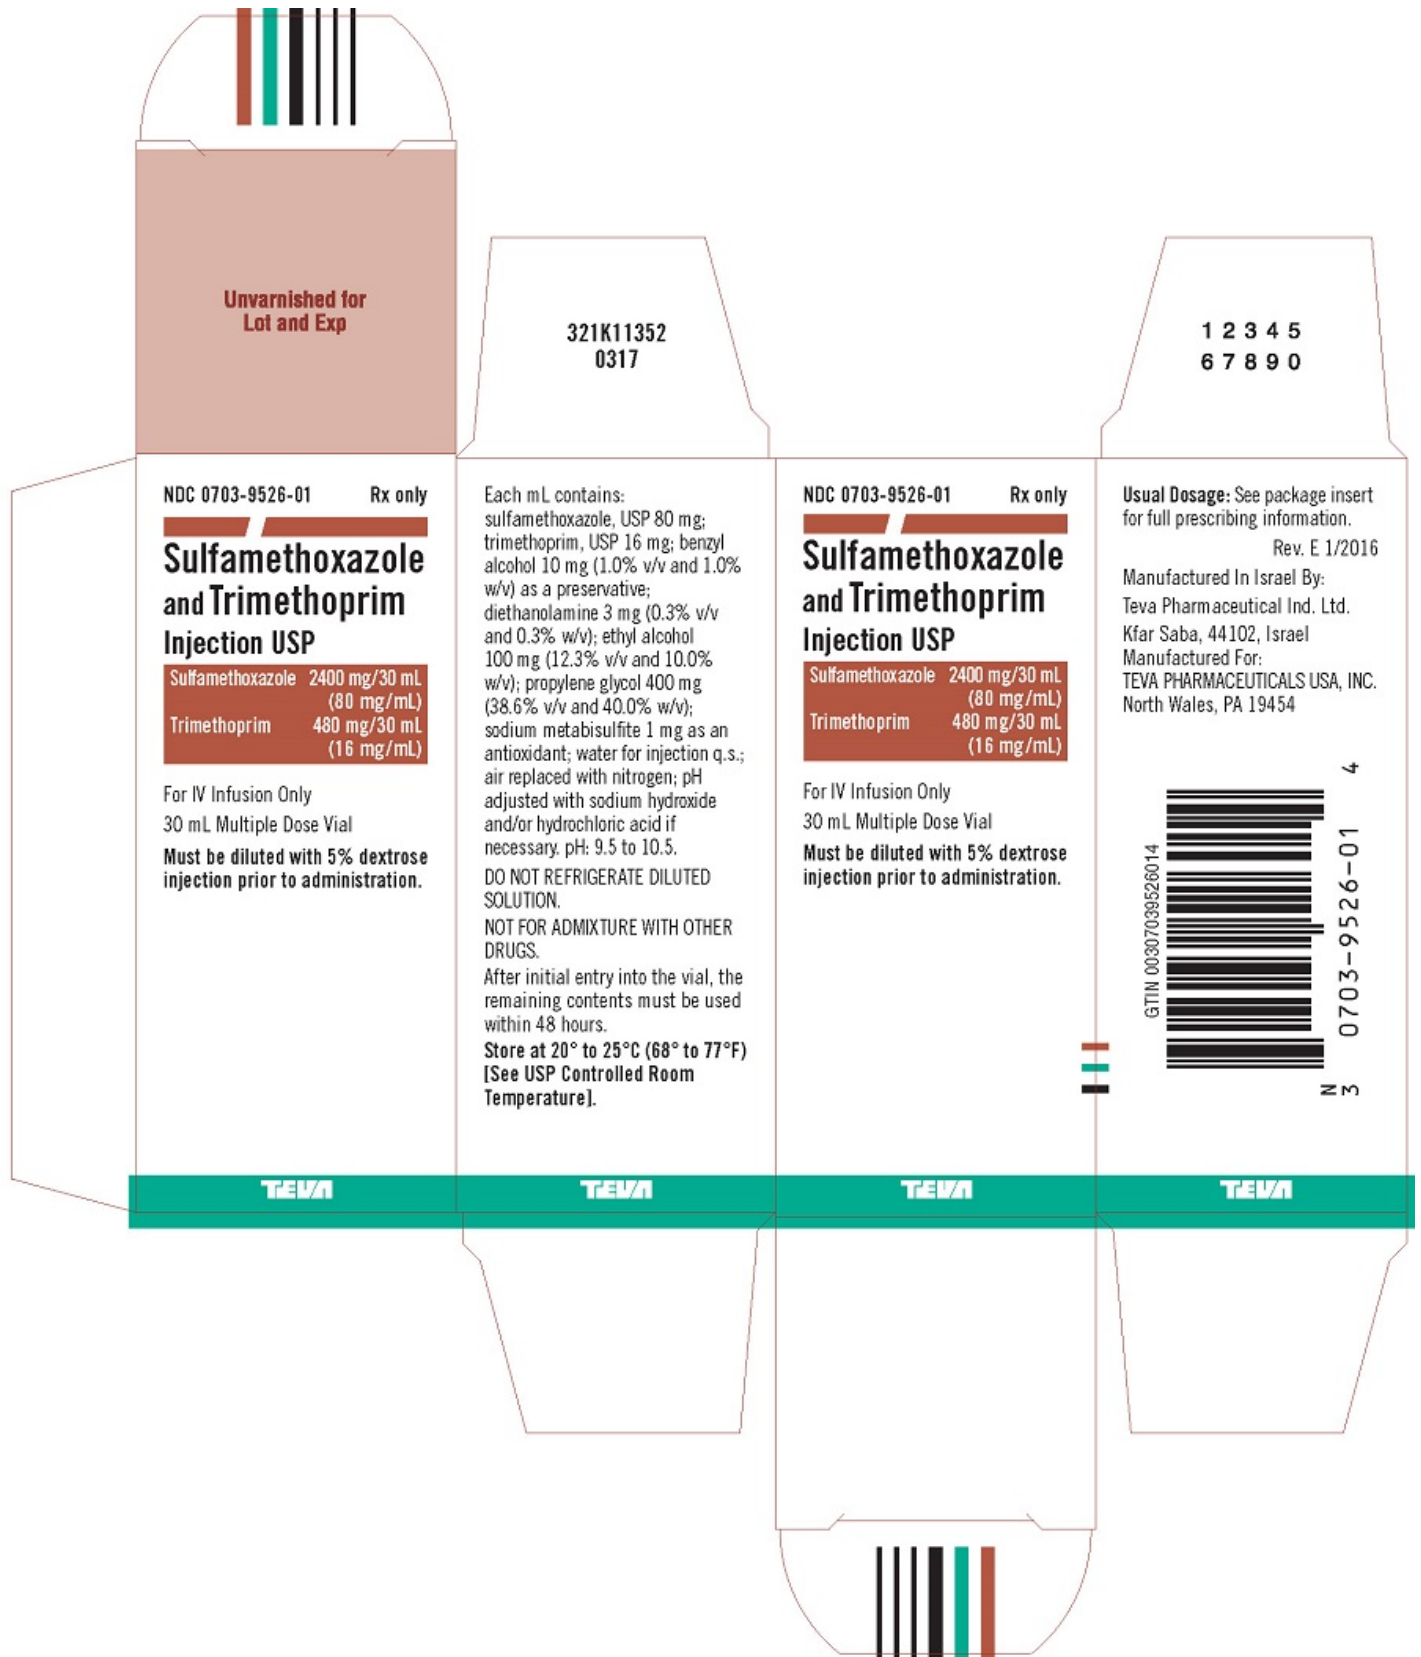 Unvarnished for
Lot and Exp
321K11352
0317
1 2 3 4 5
6 7 8 9 0
NDC 0703-9526-01 Rx only
Sulfamethoxazole
and Trimethoprim
Injection USP
Sulfamethoxazole 2400 mg/30 mL
(80 mg/mL)
Trimethoprim 480 mg/30 mL
(16 mg/mL)
For IV Infusion Only
30 mL Multiple Dose Vial
Must be diluted with 5% dextrose
injection prior to administration.
TEVA
Each mL contains:
sulfamethoxazole, USP 80 mg;
trimethoprim, USP 16 mg; benzyl
alcohol 10 mg (1.0% v/v and 1.0%
w/v) as a preservative;
diethanolamine 3 mg (0.3% v/v
and 0.3% w/v); ethyl alcohol
100 mg (12.3% v/v and 10.0%
w/v); propylene glycol 400 mg
(38.6% v/v and 40.0% w/v);
sodium metabisulfite 1 mg as an
antioxidant; water for injection q.s.;
air replaced with nitrogen; pH
adjusted with sodium hydroxide
and/or hydrochloric acid if
necessary. pH: 9.5 to 10.5.
DO NOT REFRIGERATE DILUTED
SOLUTION.
NOT FOR ADMIXTURE WITH OTHER
DRUGS.
After initial entry into the vial, the
remaining contents must be used
within 48 hours.
Store at 20° to 25°C (68° to 77°F)
[See USP Controlled Room
Temperature].
TEVA
NDC 0703-9526-01 Rx only
Sulfamethoxazole
and Trimethoprim
Injection USP
Sulfamethoxazole 2400 mg/30 mL
(80 mg/mL)
Trimethoprim 480 mg/30 mL
(16 mg/mL)
For IV Infusion Only
30 mL Multiple Dose Vial
Must be diluted with 5% dextrose
injection prior to administration.
TEVA
Usual Dosage: See package insert
for full prescribing information.
Rev. E 1/2016
Manufactured In Israel By:
Teva Pharmaceutical Ind. Ltd.
Kfar Saba, 44102, Israel
Manufactured For:
TEVA PHARMACEUTICALS USA, INC.
North Wales, PA 19454
GTIN 00307039526014
N
3 0703-9526-01 4
TEVA